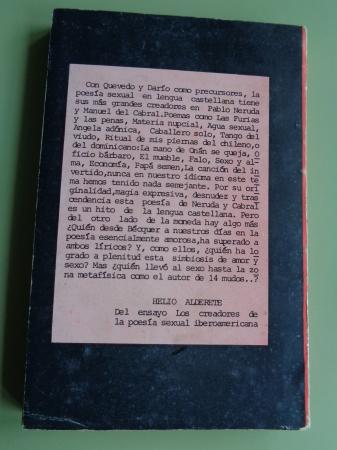 Con Quevedo y Darío como precursores, la
poesía sexual en lengua castellana tiene
sus más grandes creadores en Pablo Neruda
y Manuel del Cabral.Poemas como Las Furias
y las penas, Materia nupcial, Agua sexual,
Angela adónica, Caballero solo, Tango del
viudo, Ritual de mis piernas del chileno,o
del dominicano:La mano de Onán se queja, O
ficio bárbaro, El mueble, Falo, Sexo y al-
ma, Economía, Papá semen,La canción del in
vertido,nunca en nuestro idioma en este te
ma hemos tenido nada semejante. Por su ori
ginalidad,magia expresiva, desnudez y tras
cendencia esta poesía de Neruda y Cabral
es un hito de la lengua castellana. Pero
del otro lado de la moneda hay algo más
¿Quién desde Bécquer a nuestros días en la
poesía esencialmente amorosa,ha superado a
ambos líricos? Y, como ellos, ¿quién ha lo
grado a plenitud esta simbiosis de amor y
sexo? Mas ¿quién llevó al sexo hasta la zo
na metafísica como el autor de 14 mudos..?
HELIO ALDERETE
Del ensayo Los creadores de
la poesía sexual iberoamericana